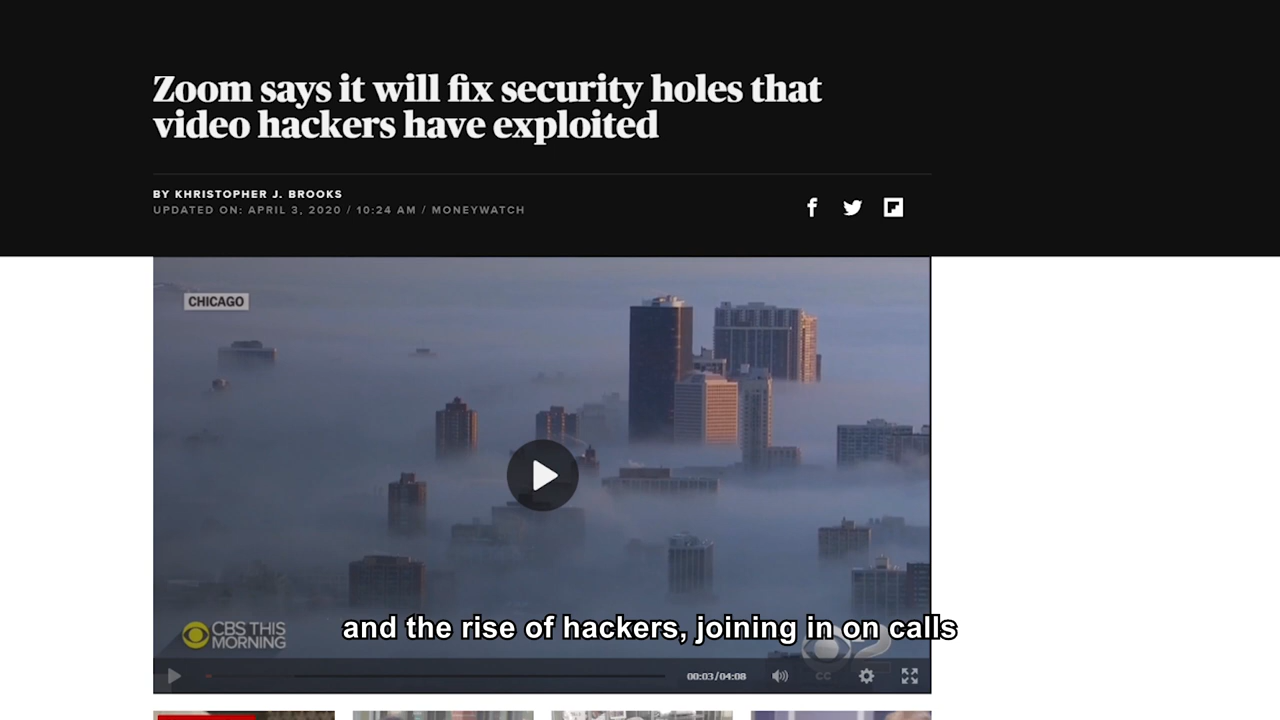 Zoom says it will fix security holes that
video hackers have exploited
BY KHRISTOPHER J. BROOKS
UPDATED ON: APRIL 3, 2020 / 10:24 AM / MONEYWATCH
CHICAGO
CBS THIS
MORNING
2
and the rise of hackers, joining in on calls
00:03/04:08
CC